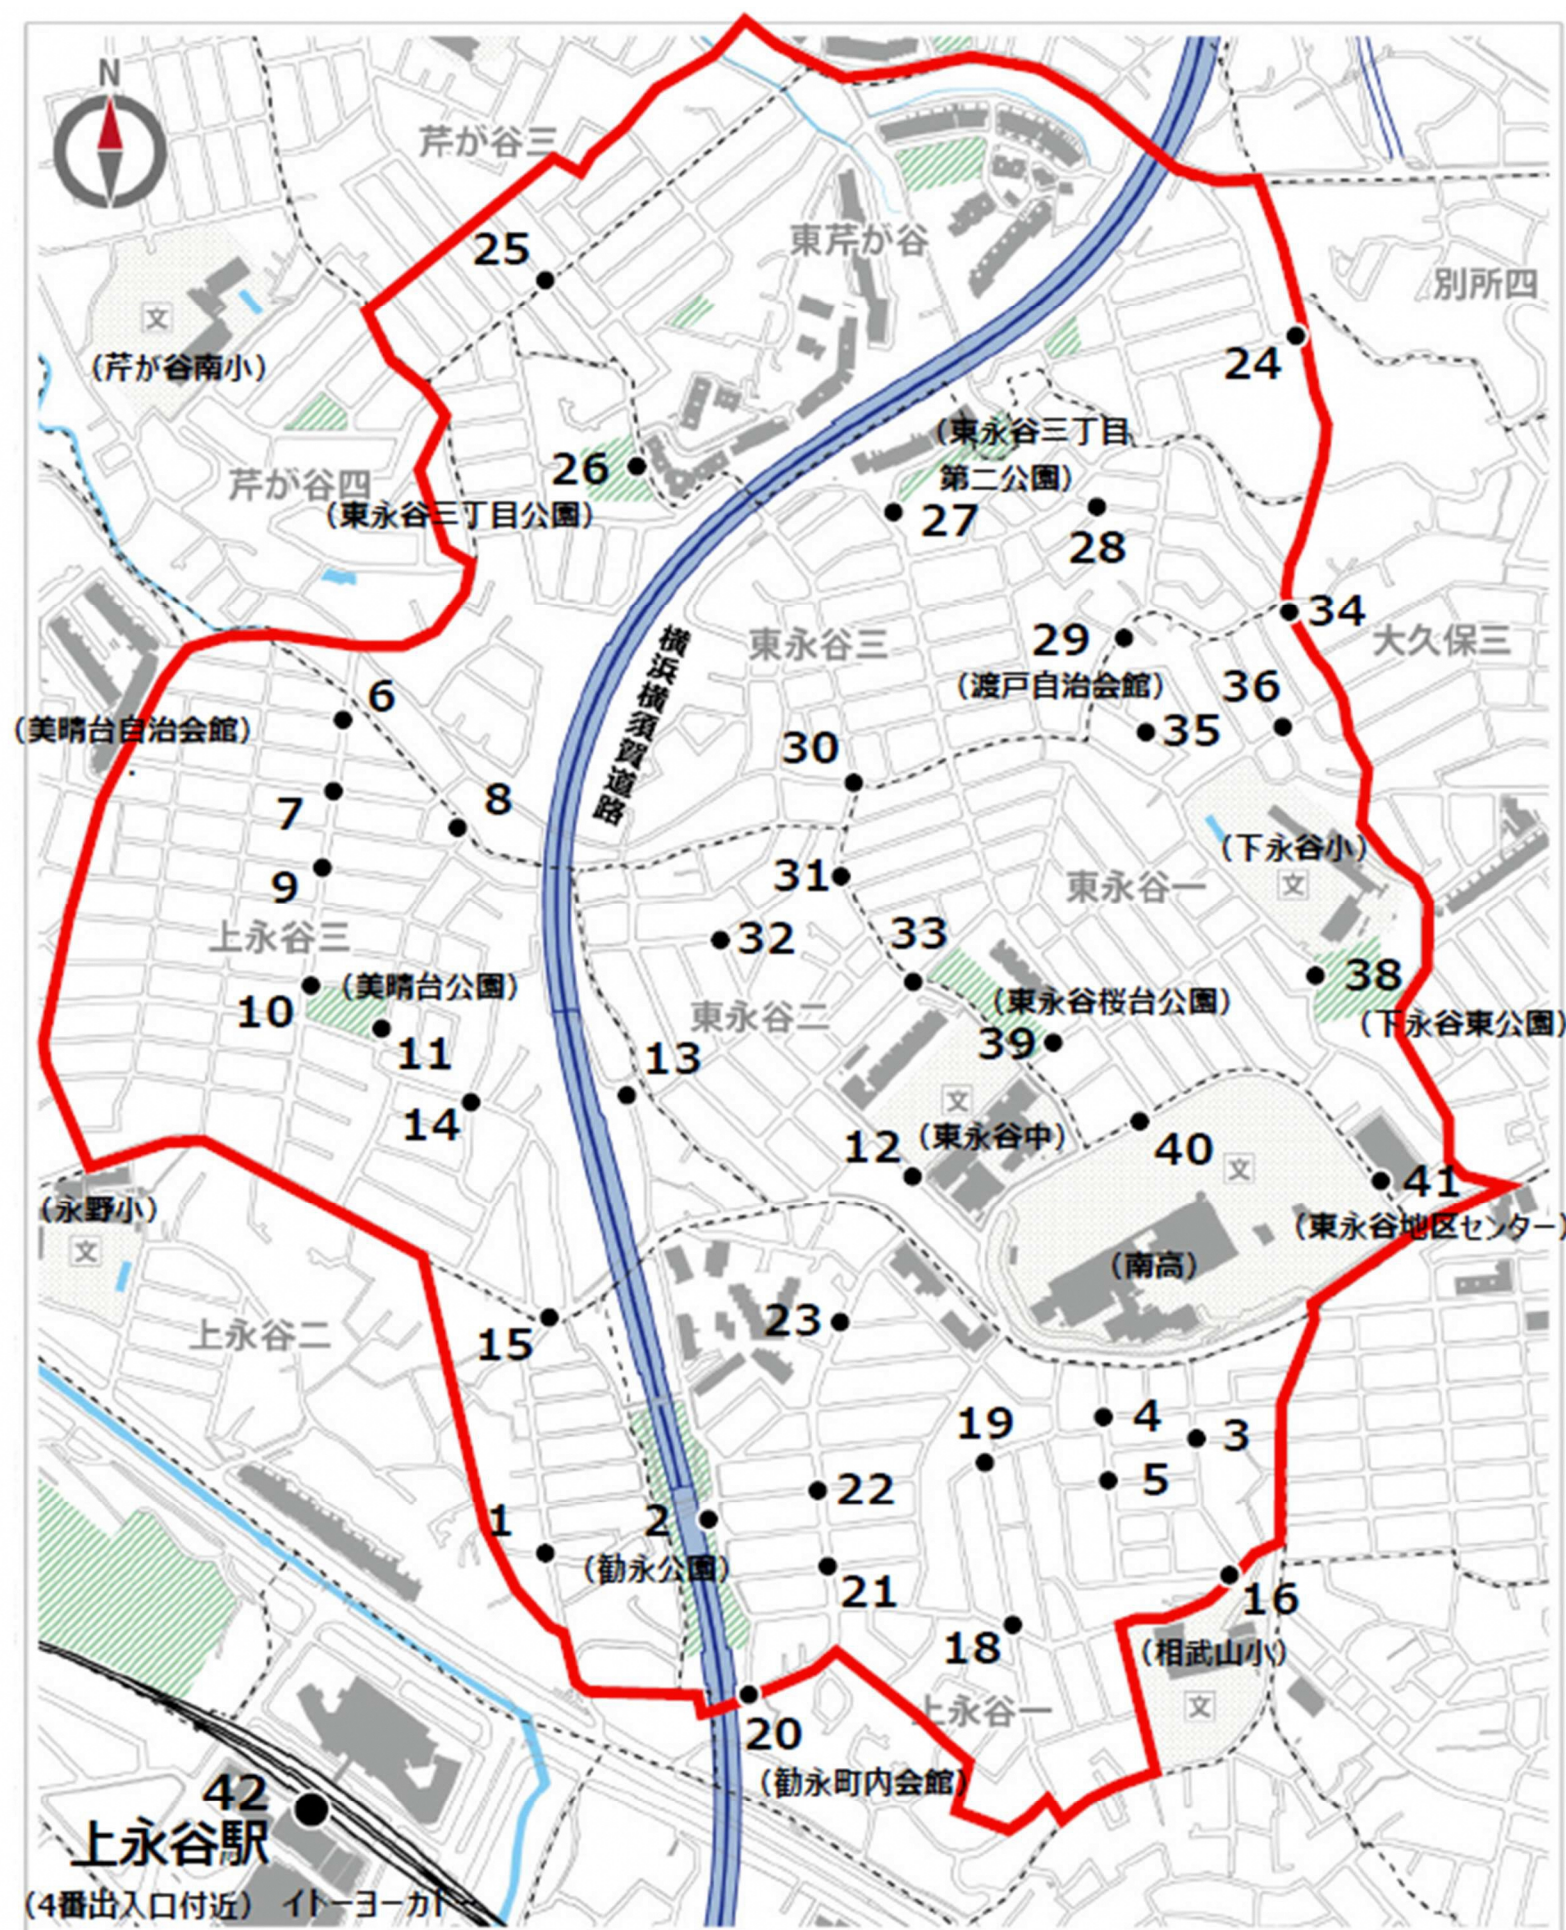 N
芹が谷三
25
東芹が谷
別所四
文
(芹が谷南小)
24
芹が谷四
26
(東永谷三丁目公園)
(東永谷三丁目
第二公園)
27
28
34
29
(渡戸自治会館)
大久保三
東永谷三
横浜横須賀道路
36
35
6
(美晴台自治会館)
30
7
8
9
31
(下永谷小)
文
東永谷一
上永谷三
32
33
10
(美晴台公園)
11
東永谷二
(東永谷桜台公園)
39
38
(下永谷東公園)
13
14
文
12
(東永谷中)
40
文
41
(東永谷地区センター)
(永野小)
文
(南高)
上永谷二
15
23
19
4
3
5
22
1
2
(勧永公園)
21
16
(相武山小)
文
18
上永谷一
20
(勧永町内会館)
42
上永谷駅
(4番出入口付近) イトーヨーカドー